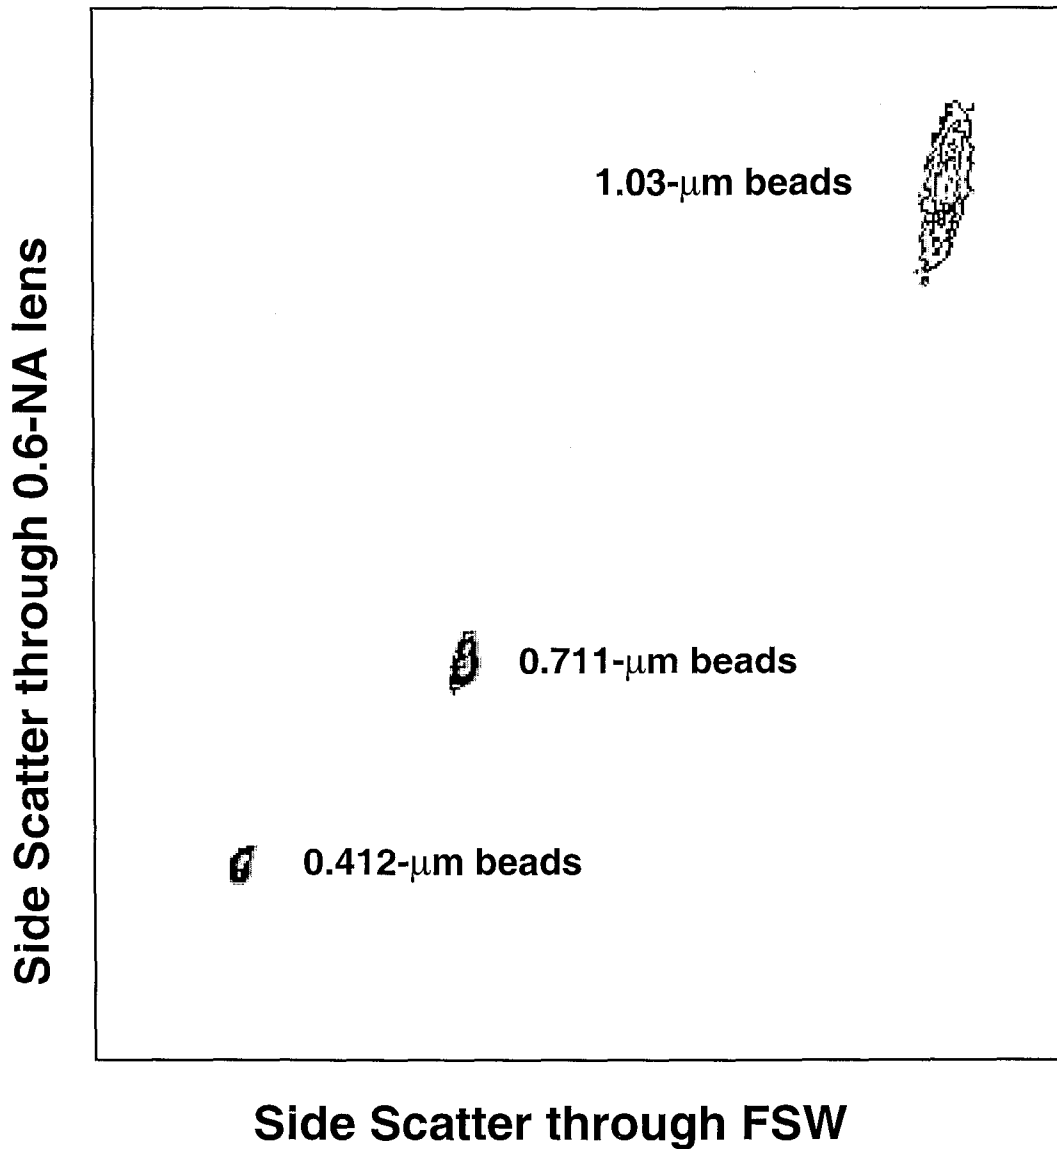 Side Scatter through 0.6-NA lens
1.03-μm beads
0.711-μm beads
0.412-μm beads
Side Scatter through FSW